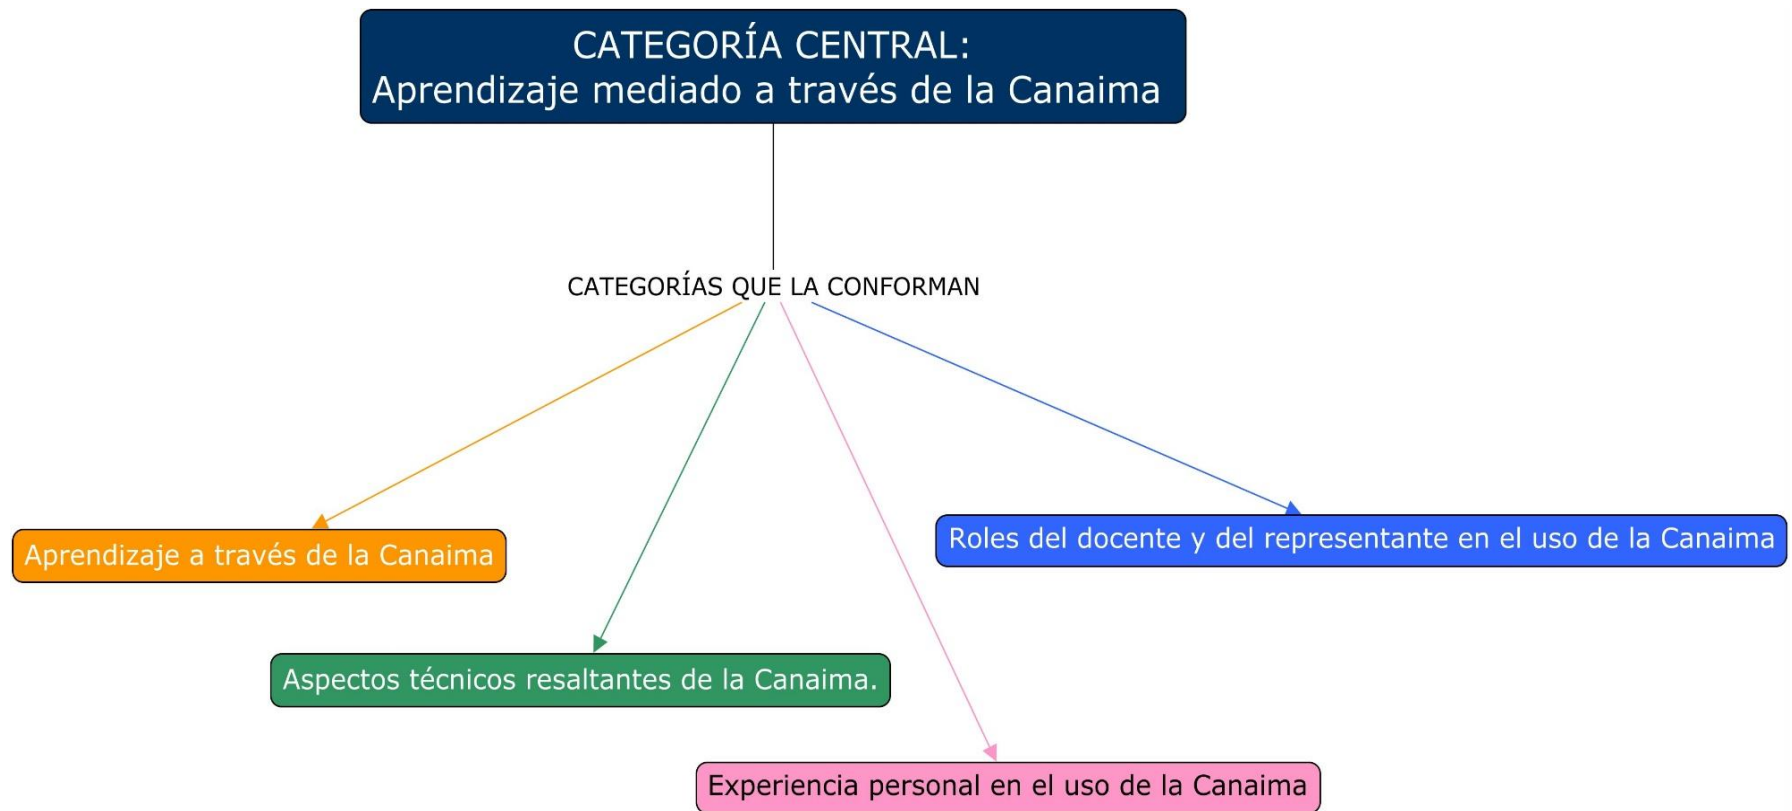 CATEGORÍA CENTRAL:
Aprendizaje mediado a través de la Canaima
CATEGORÍAS QUE LA CONFORMAN
Aprendizaje a través de la Canaima
Aspectos técnicos resaltantes de la Canaima.
Experiencia personal en el uso de la Canaima
Roles del docente y del representante en el uso de la Canaima